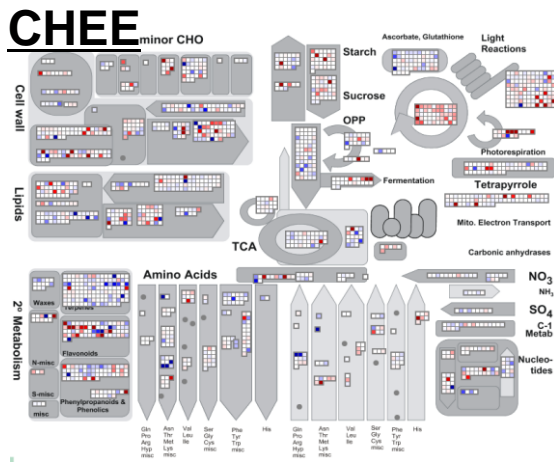 CHEE
minor CHO
Cell wall
Lipids
2° Metabolism
Starch
Sucrose
OPP
Ascorbate, Glutathione
Light
Reactions
Photorespiration
Fermentation
Tetrapyrrole
Mito. Electron Transport
TCA
Carbonic anhydrases
Amino Acids
NO3
NH3
SO4
C-1
Metab
Nucleo-
tides
Waxes
Terpenes
N-misc
Flavonoids
S-misc
misc
Phenylpropanoids &
Phenolics
Gln
Pro
Arg
Hyp
misc
Asn
Thr
Met
Lys
misc
Val
Leu
Ile
Ser
Gly
Cys
misc
Phe
Tyr
Trp
misc
His
Gln
Pro
Arg
Hyp
misc
Asn
Thr
Met
Lys
misc
Val
Leu
Ile
Ser
Gly
Cys
misc
Phe
Tyr
Trp
misc
His